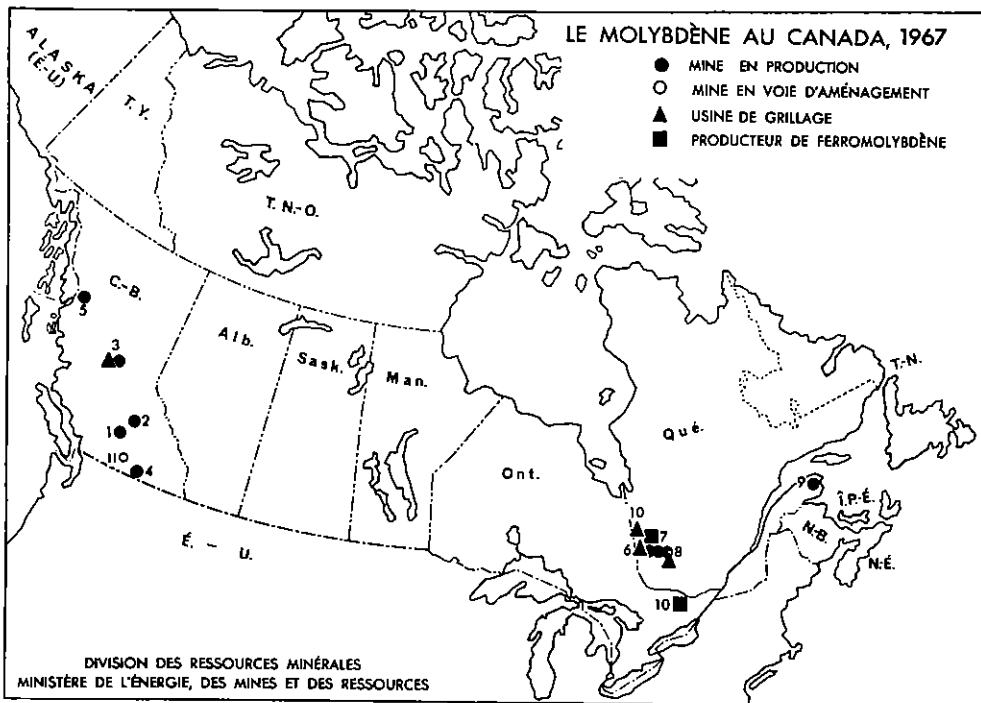 LE MOLYBDÈNE AU CANADA, 1967
MINE EN PRODUCTION
MINE EN VOIE D'AMÉNAGEMENT
USINE DE GRILLAGE
PRODUCTEUR DE FERROMOLYBDÈNE
ALASKA
(É.-U.)
T. Y.
T. N.-O.
C.-B.
5
3
Alb.
Sask.
Man.
T.-N.
Qué.
2
1
110
4
Ont.
9
Î.P.-É.
N.-B.
N.-É.
É. — U.
10
7
6
8
10
DIVISION DES RESSOURCES MINÉRALES
MINISTÈRE DE L'ÉNERGIE, DES MINES ET DES RESSOURCES